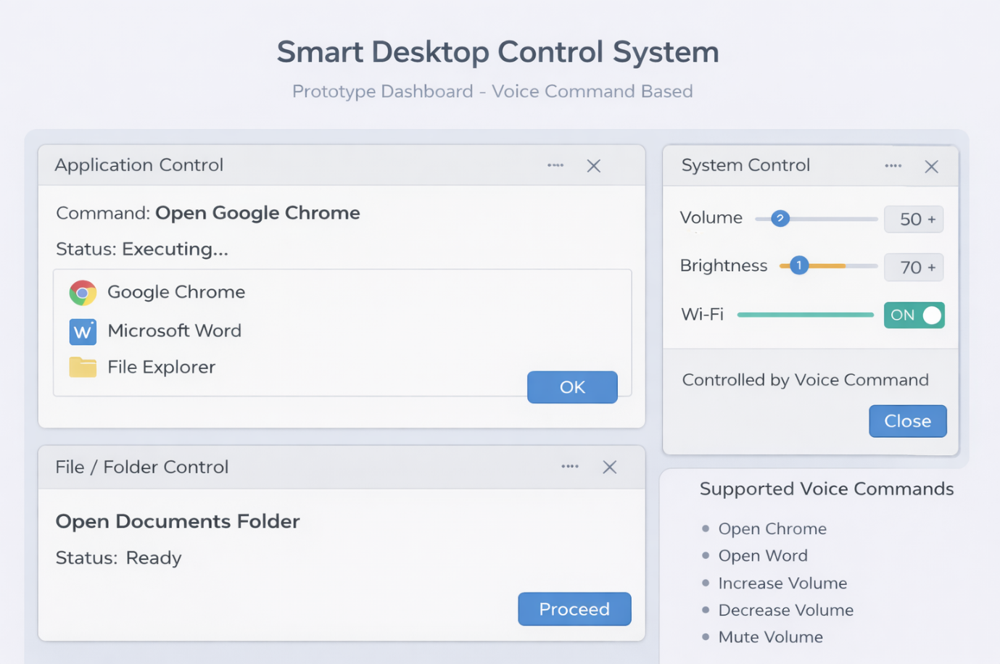 Smart Desktop Control System
Prototype Dashboard - Voice Command Based
Application Control
Command: Open Google Chrome
Status: Executing...
Google Chrome
W Microsoft Word
File Explorer
OK
System Control
Volume 2 50 +
Brightness 1 70 +
Wi-Fi ON
Controlled by Voice Command
Close
File / Folder Control
Open Documents Folder
Status: Ready
Proceed
Supported Voice Commands
• Open Chrome
• Open Word
• Increase Volume
• Decrease Volume
• Mute Volume